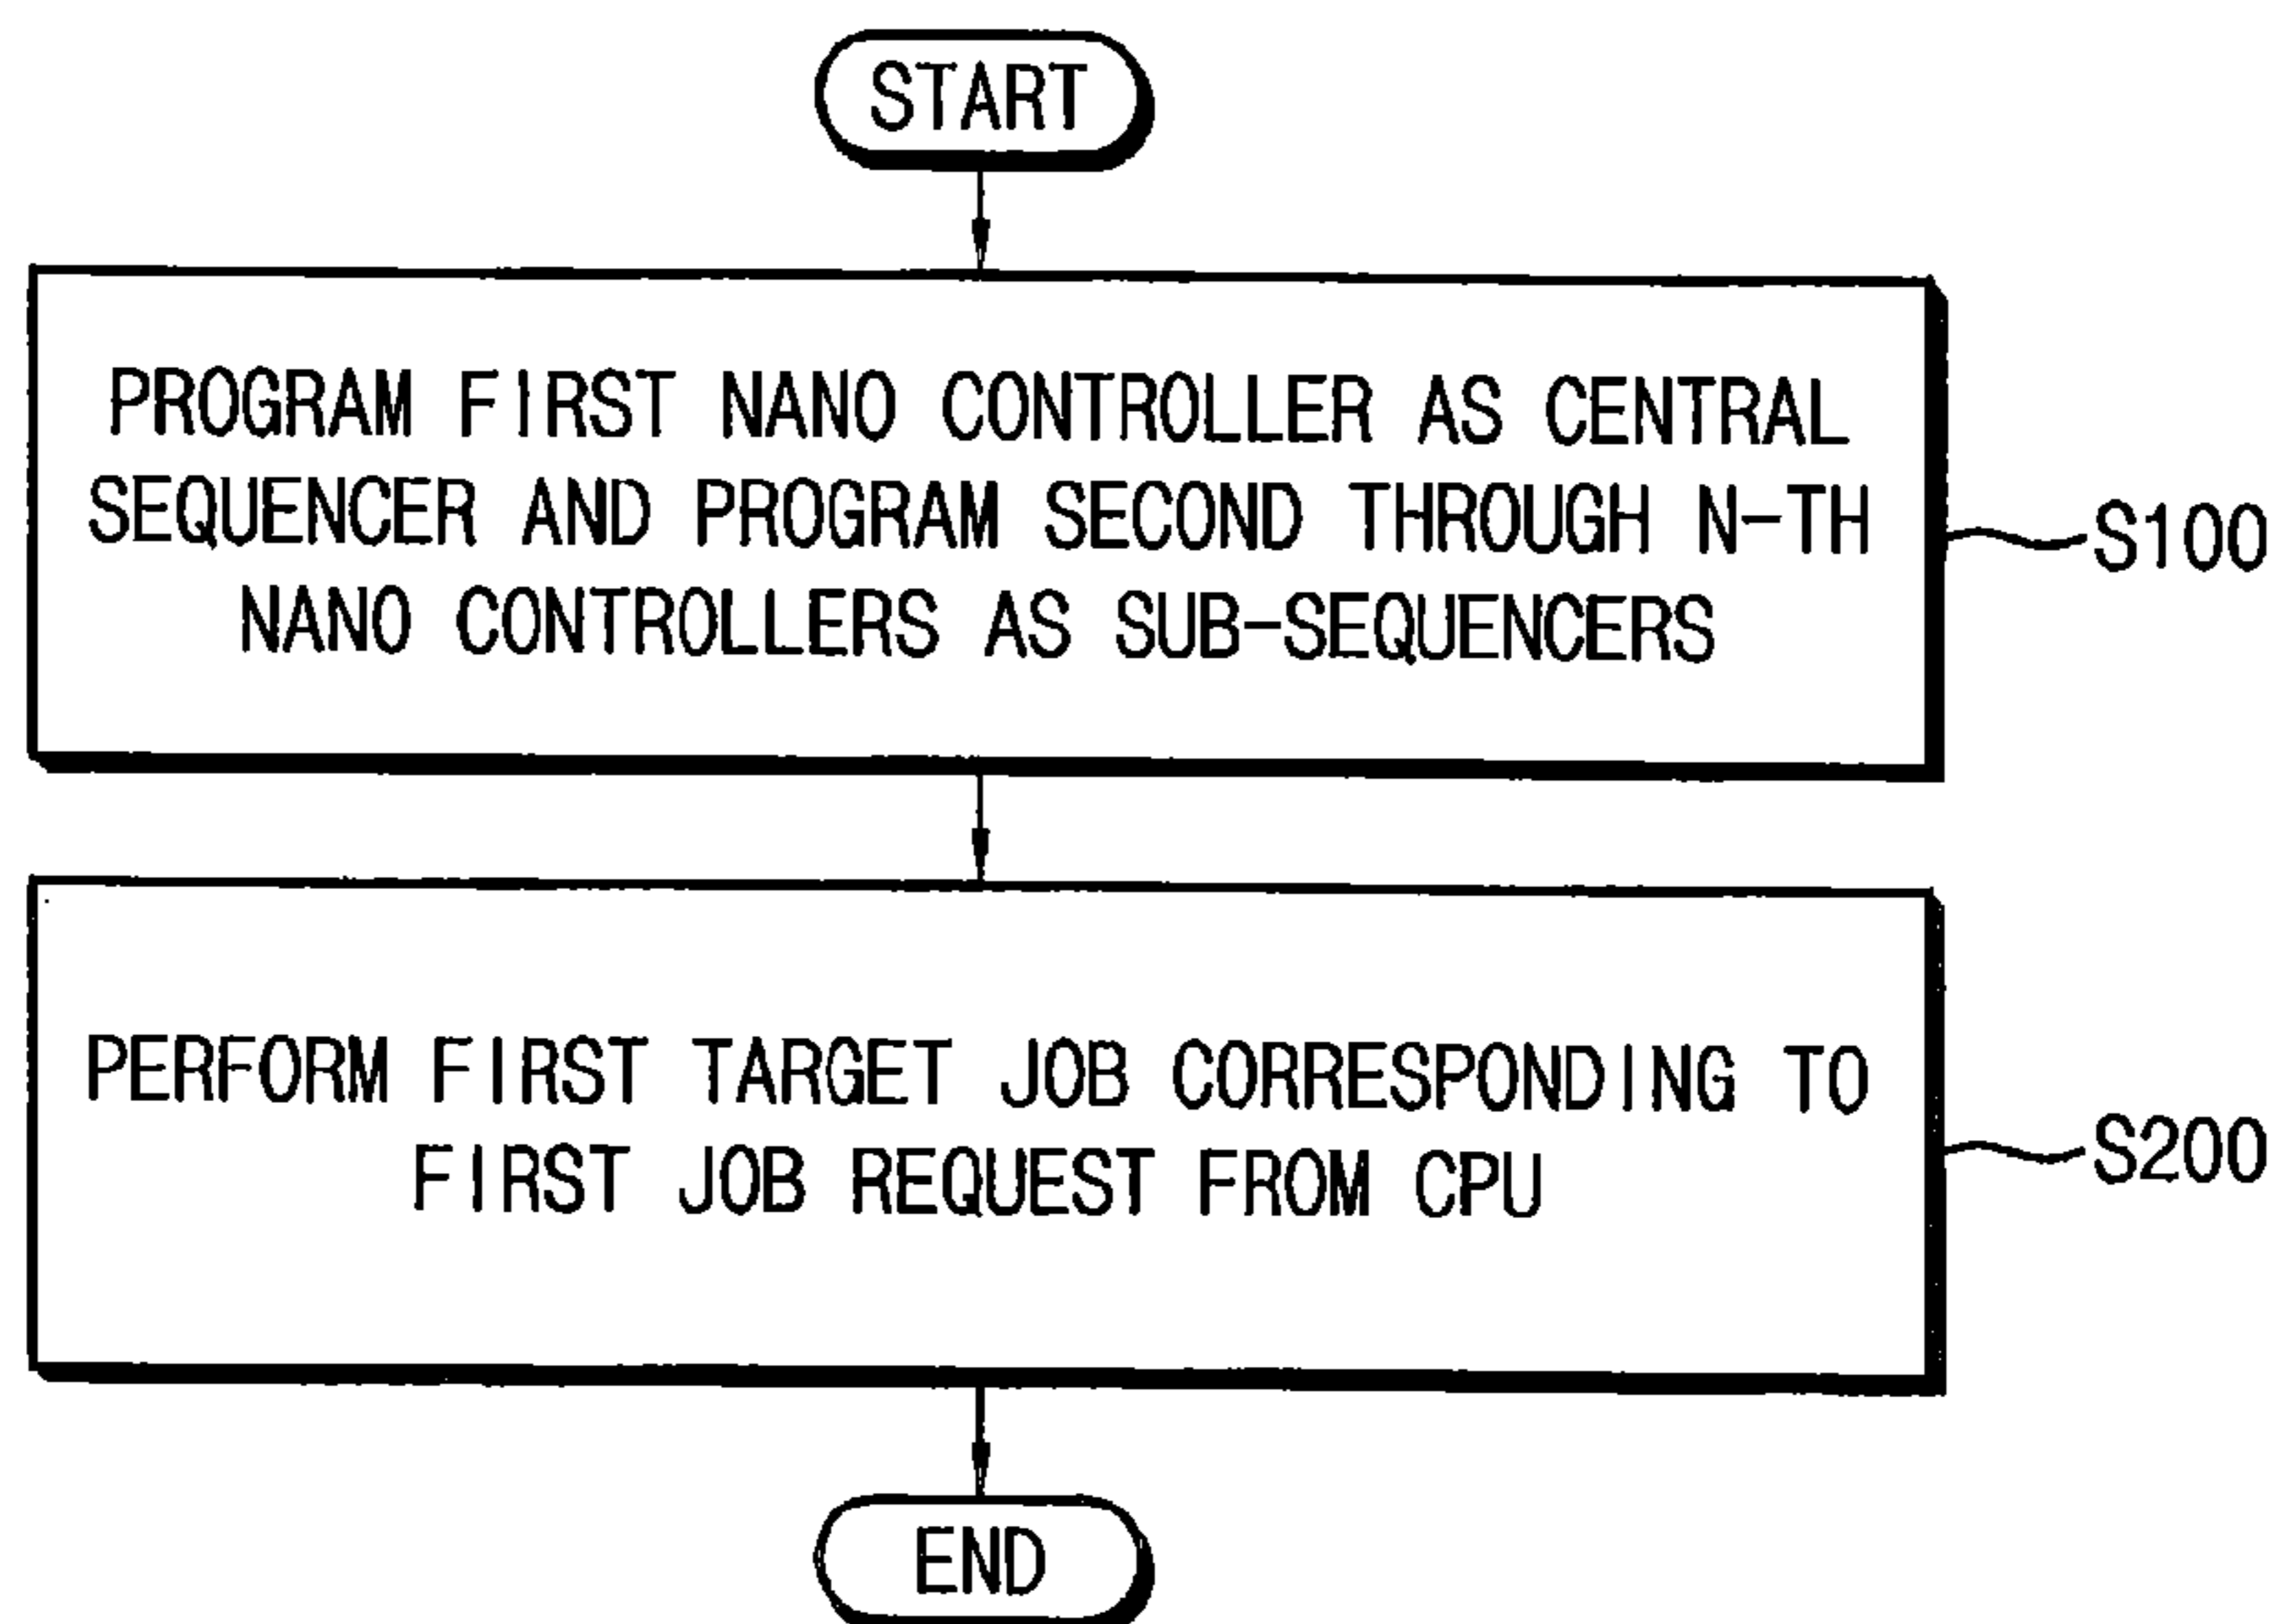 START
PROGRAM FIRST NANO CONTROLLER AS CENTRAL
SEQUENCER AND PROGRAM SECOND THROUGH N-TH
NANO CONTROLLERS AS SUB-SEQUENCERS
S100
PERFORM FIRST TARGET JOB CORRESPONDING TO
FIRST JOB REQUEST FROM CPU
S200
END